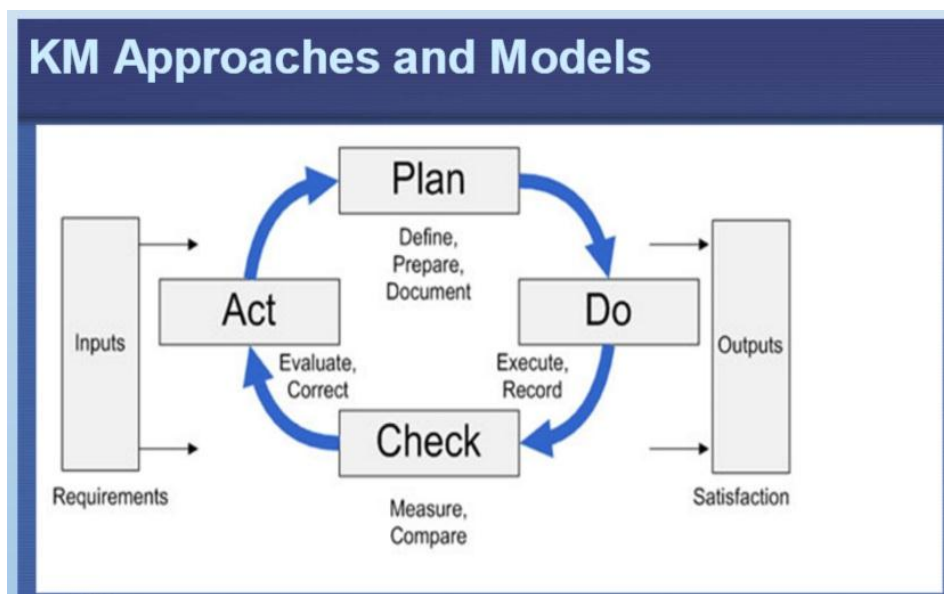 KM Approaches and Models
Plan
Define,
Prepare,
Document
Inputs
Requirements
Act
Evaluate,
Correct
Do
Execute,
Record
Check
Measure,
Compare
Outputs
Satisfaction